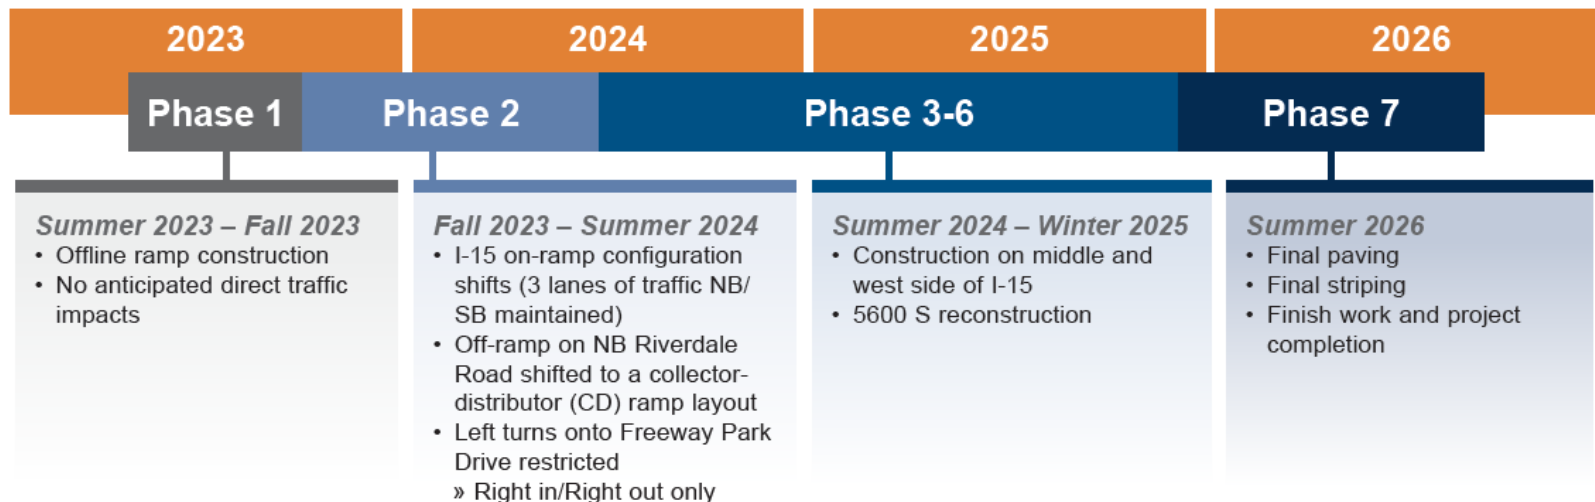 2023
2024
2025
2026
Phase 1
Phase 2
Phase 3-6
Phase 7
Summer 2023 – Fall 2023
• Offline ramp construction
• No anticipated direct traffic
impacts
Fall 2023 – Summer 2024
• I-15 on-ramp configuration
shifts (3 lanes of traffic NB/
SB maintained)
• Off-ramp on NB Riverdale
Road shifted to a collector-
distributor (CD) ramp layout
• Left turns onto Freeway Park
Drive restricted
» Right in/Right out only
Summer 2024 – Winter 2025
• Construction on middle and
west side of I-15
• 5600 S reconstruction
Summer 2026
• Final paving
• Final striping
• Finish work and project
completion